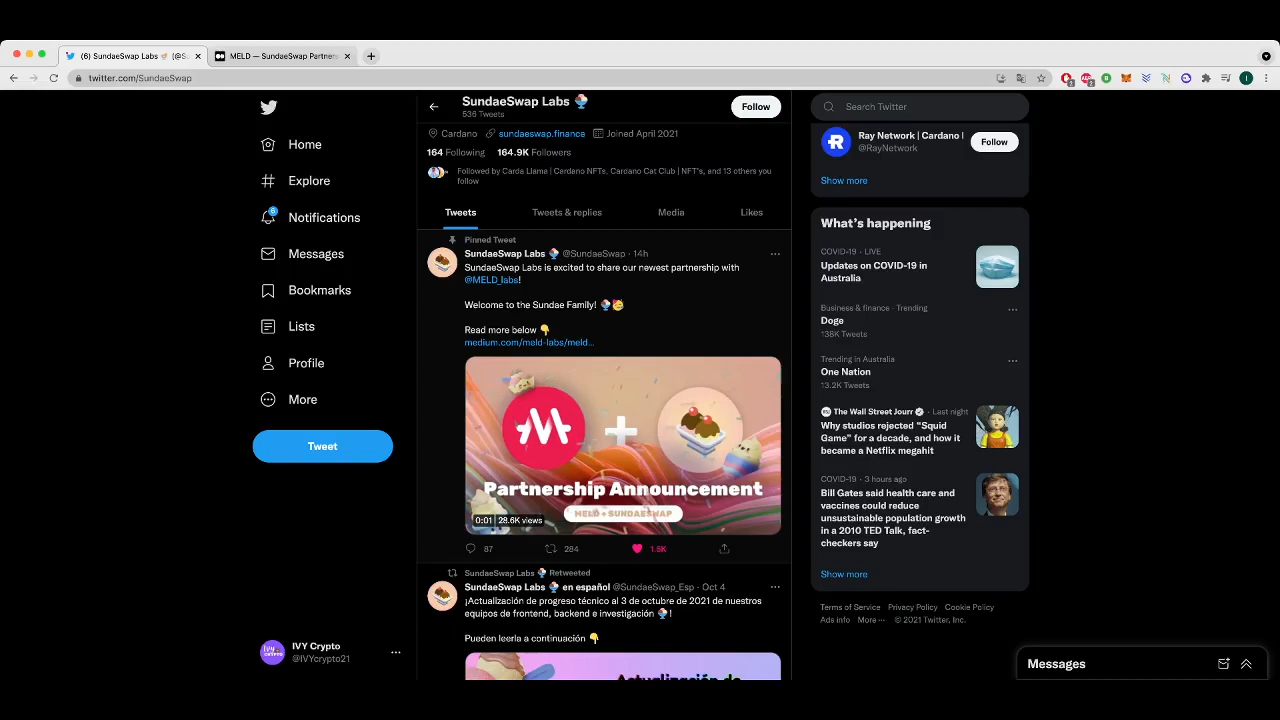 (6) SundaeSwap Labs
MELD — SundaeSwap Partners
twitter.com/SundaeSwap
Home
Explore
6
Notifications
Messages
Bookmarks
Lists
Profile
More
Tweet
IVY Crypto
@IVYcrypto21
SundaeSwap Labs
536 Tweets
Follow
Cardano sundaeswap.finance Joined April 2021
164 Following 164.9K Followers
Followed by Carda Llama | Cardano NFTs, Cardano Cat Club | NFT's, and 13 others you
follow
Tweets Tweets & replies Media Likes
Pinned Tweet
SundaeSwap Labs @SundaeSwap · 14h
SundaeSwap Labs is excited to share our newest partnership with
@MELD_labs!
Welcome to the Sundae Family!
Read more below
medium.com/meld-labs/meld...
Partnership Announcement
MELD + SUNDAESWAP
0:01 28.6K views
87 284 1.6K
SundaeSwap Labs Retweeted
SundaeSwap Labs en español @SundaeSwap_Esp · Oct 4
¡Actualización de progreso técnico al 3 de octubre de 2021 de nuestros
equipos de frontend, backend e investigación !
Pueden leerla a continuación
Actualización de
Search Twitter
Ray Network | Cardano
@RayNetwork
Follow
Show more
What's happening
COVID-19 · LIVE
Updates on COVID-19 in
Australia
Business & finance · Trending
Doge
138K Tweets
Trending in Australia
One Nation
13.2K Tweets
The Wall Street Jourr · Last night
Why studios rejected "Squid
Game" for a decade, and how it
became a Netflix megahit
COVID-19 · 3 hours ago
Bill Gates said health care and
vaccines could reduce
unsustainable population growth
in a 2010 TED Talk, fact-
checkers say
Show more
Terms of Service Privacy Policy Cookie Policy
Ads info More ··· © 2021 Twitter, Inc.
Messages